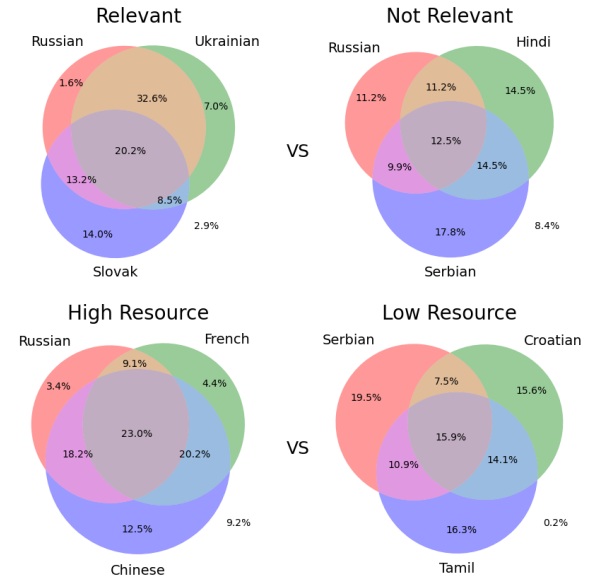 Relevant
Russian
Ukrainian
1.6%
32.6%
7.0%
20.2%
13.2%
8.5%
14.0%
2.9%
Slovak
VS
Not Relevant
Russian
Hindi
11.2%
11.2%
14.5%
12.5%
9.9%
14.5%
17.8%
8.4%
Serbian
High Resource
Russian
French
9.1%
3.4%
4.4%
23.0%
18.2%
20.2%
12.5%
9.2%
Chinese
VS
Low Resource
Serbian
Croatian
7.5%
19.5%
15.6%
15.9%
10.9%
14.1%
16.3%
0.2%
Tamil